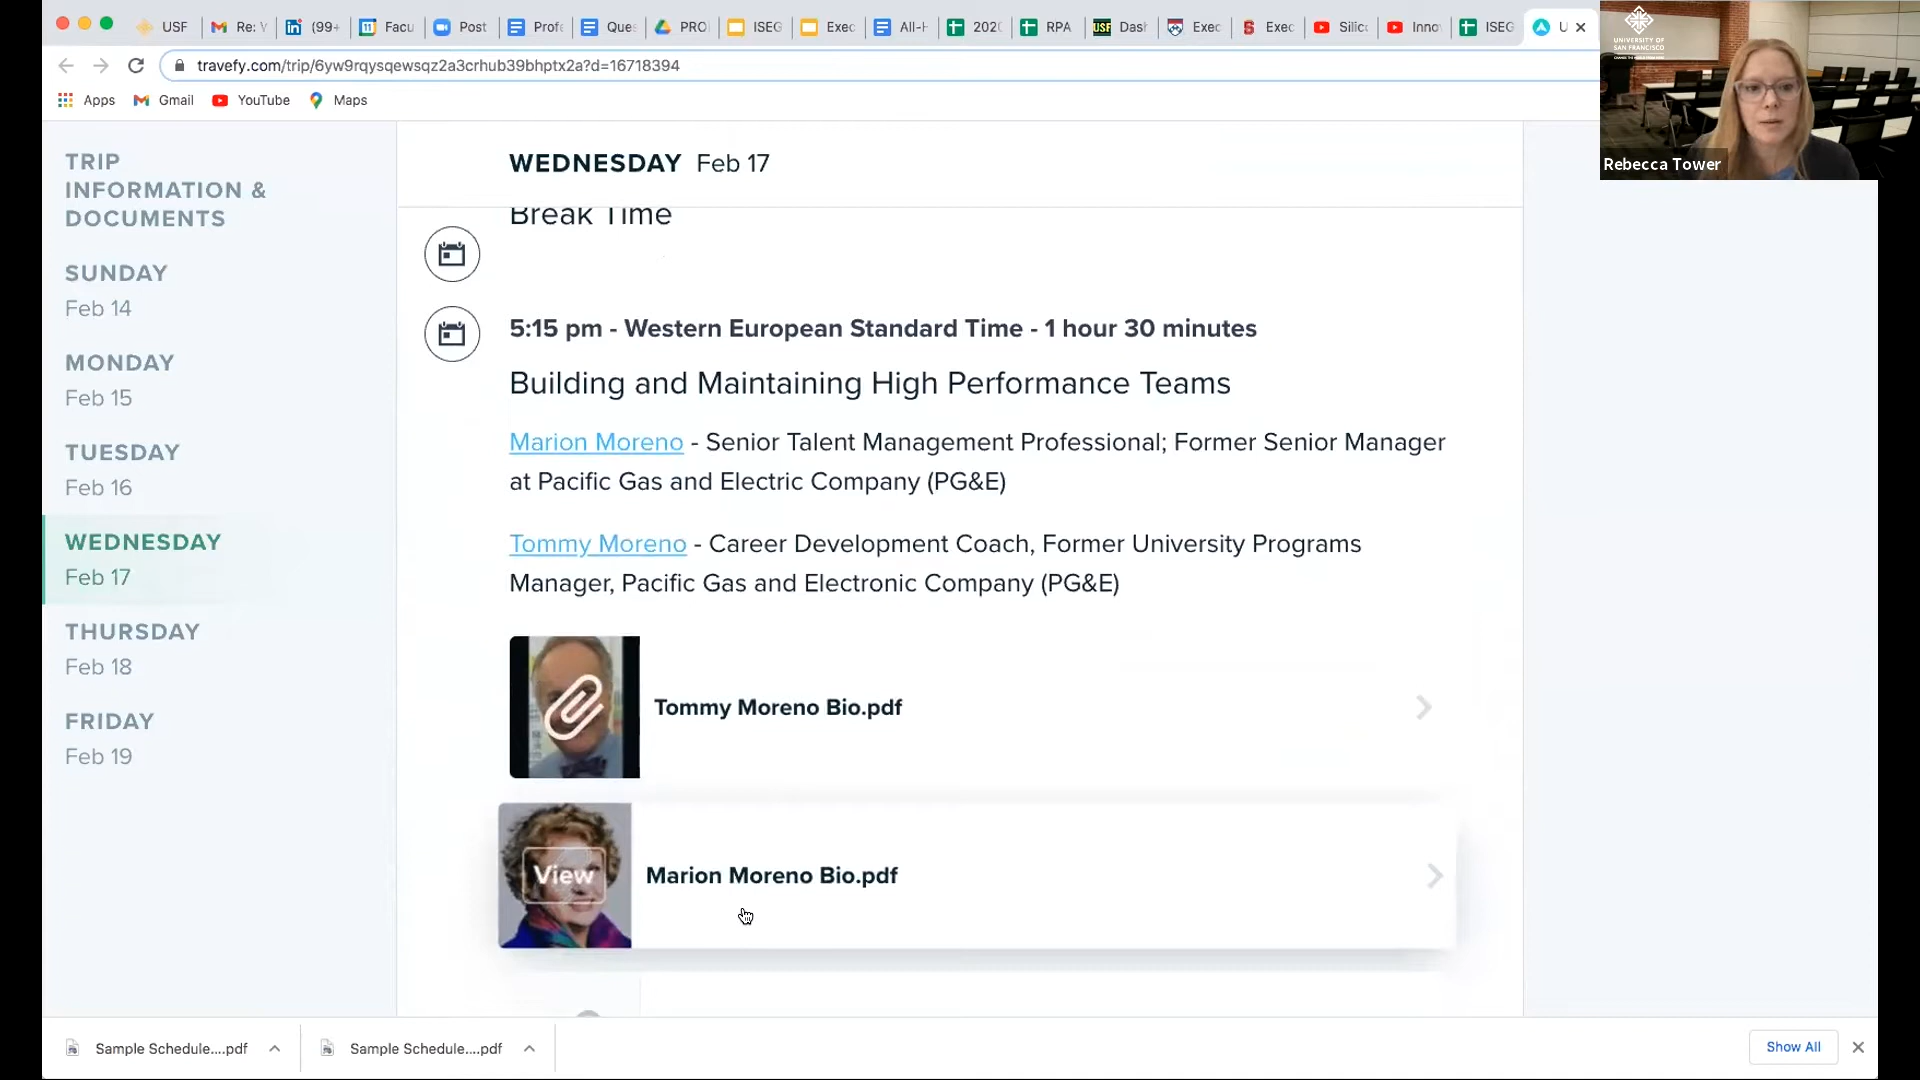 USF
Re: V
(99+
Facu
Post
Profe
Ques
PRO
ISEG
Exec
All-H
202
RPA
USF Dash
Exec
Exec
Silic
Inno
ISEG
U
travefy.com/trip/6yw9rqysqewsqz2a3crhub39bhptx2a?d=16718394
Apps
Gmail
YouTube
Maps
UNIVERSITY OF
SAN FRANCISCO
Rebecca Tower
TRIP
INFORMATION &
DOCUMENTS
SUNDAY
Feb 14
MONDAY
Feb 15
TUESDAY
Feb 16
WEDNESDAY
Feb 17
THURSDAY
Feb 18
FRIDAY
Feb 19
WEDNESDAY Feb 17
Break Time
5:15 pm - Western European Standard Time - 1 hour 30 minutes
Building and Maintaining High Performance Teams
Marion Moreno - Senior Talent Management Professional; Former Senior Manager
at Pacific Gas and Electric Company (PG&E)
Tommy Moreno - Career Development Coach, Former University Programs
Manager, Pacific Gas and Electronic Company (PG&E)
Tommy Moreno Bio.pdf
View
Marion Moreno Bio.pdf
Sample Schedule....pdf
Sample Schedule....pdf
Show All